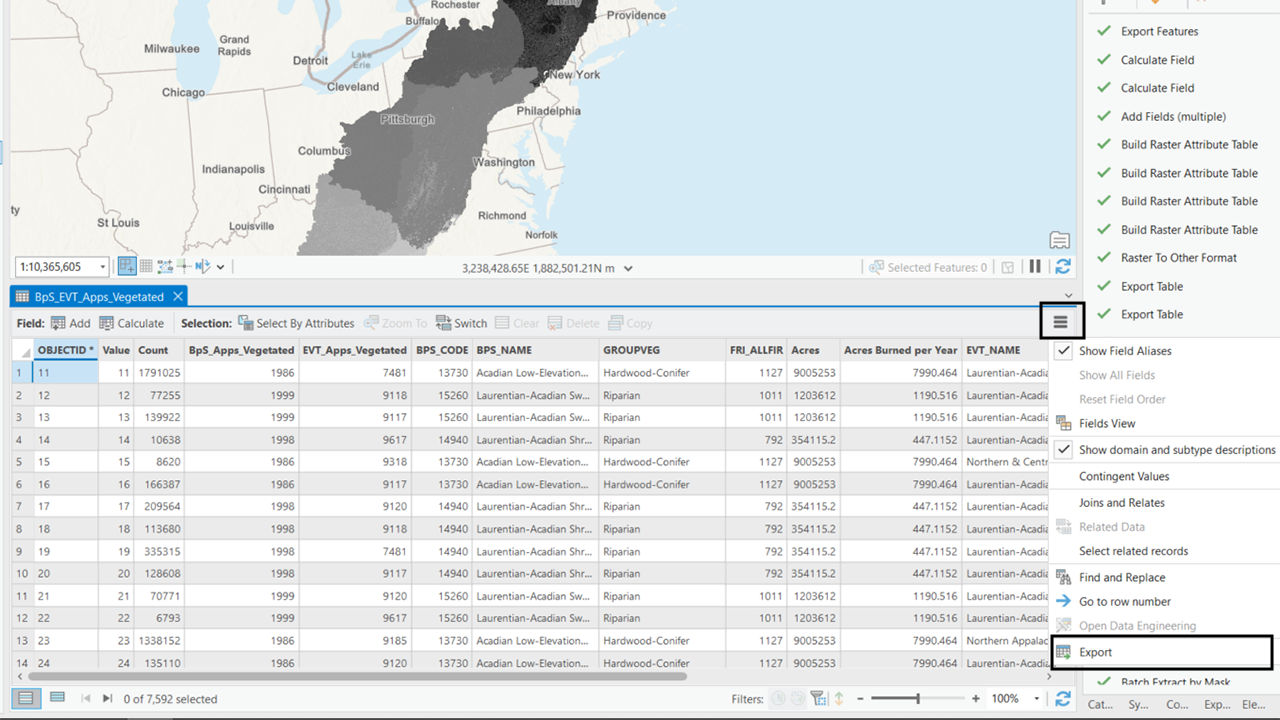 Rochester
Albany
Buffalo
Providence
Milwaukee
Grand
Rapids
Lake
Erie
Detroit
New York
Cleveland
Chicago
Philadelphia
Pittsburgh
Columbus
Washington
Indianapolis
Cincinnati
Richmond
ty
St Louis
Louisville
Norfolk
1:10,365,605
3,238,428.65E 1,882,501.21N m
Selected Features: 0
BpS_EVT_Apps_Vegetated
Field: Add Calculate Selection: Select By Attributes Zoom To Switch Clear Delete Copy
OBJECTID * Value Count BpS_Apps_Vegetated EVT_Apps_Vegetated BPS_CODE BPS_NAME GROUPVEG FRI_ALLFIR Acres Acres Burned per Year EVT_NAME
1 11 11 1791025 1986 7481 13730 Acadian Low-Elevation... Hardwood-Conifer 1127 9005253 7990.464 Laurentian-Acadia
2 12 12 77255 1999 9118 15260 Laurentian-Acadian Sw... Riparian 1011 1203612 1190.516 Laurentian-Acadia
3 13 13 139922 1999 9117 15260 Laurentian-Acadian Sw... Riparian 1011 1203612 1190.516 Laurentian-Acadia
4 14 14 10638 1998 9617 14940 Laurentian-Acadian Shr... Riparian 792 354115.2 447.1152 Laurentian-Acadia
5 15 15 8620 1986 9318 13730 Acadian Low-Elevation... Hardwood-Conifer 1127 9005253 7990.464 Northern & Centr
6 16 16 166387 1986 9117 13730 Acadian Low-Elevation... Hardwood-Conifer 1127 9005253 7990.464 Laurentian-Acadia
7 17 17 209564 1998 9120 14940 Laurentian-Acadian Shr... Riparian 792 354115.2 447.1152 Laurentian-Acadia
8 18 18 113680 1998 9118 14940 Laurentian-Acadian Shr... Riparian 792 354115.2 447.1152 Laurentian-Acadia
9 19 19 335315 1998 7481 14940 Laurentian-Acadian Shr... Riparian 792 354115.2 447.1152 Laurentian-Acadia
10 20 20 128608 1998 9117 14940 Laurentian-Acadian Shr... Riparian 792 354115.2 447.1152 Laurentian-Acadia
11 21 21 70771 1999 9120 15260 Laurentian-Acadian Sw... Riparian 1011 1203612 1190.516 Laurentian-Acadia
12 22 22 6793 1999 9617 15260 Laurentian-Acadian Sw... Riparian 1011 1203612 1190.516 Laurentian-Acadia
13 23 23 1338152 1986 9185 13730 Acadian Low-Elevation... Hardwood-Conifer 1127 9005253 7990.464 Northern Appalac
14 24 24 135110 1986 9120 13730 Acadian Low-Elevation... Hardwood-Conifer 1127 9005253 7990.464 Laurentian-Acadia
0 of 7,592 selected
Filters:
100%
Export Features
Calculate Field
Calculate Field
Add Fields (multiple)
Build Raster Attribute Table
Build Raster Attribute Table
Build Raster Attribute Table
Build Raster Attribute Table
Raster To Other Format
Export Table
Export Table
Show Field Aliases
Show All Fields
Reset Field Order
Fields View
Show domain and subtype descriptions
Contingent Values
Joins and Relates
Related Data
Select related records
Find and Replace
Go to row number
Open Data Engineering
Export
Batch Extract by Mask
Cat... Sy... Co... Exp... Ele...